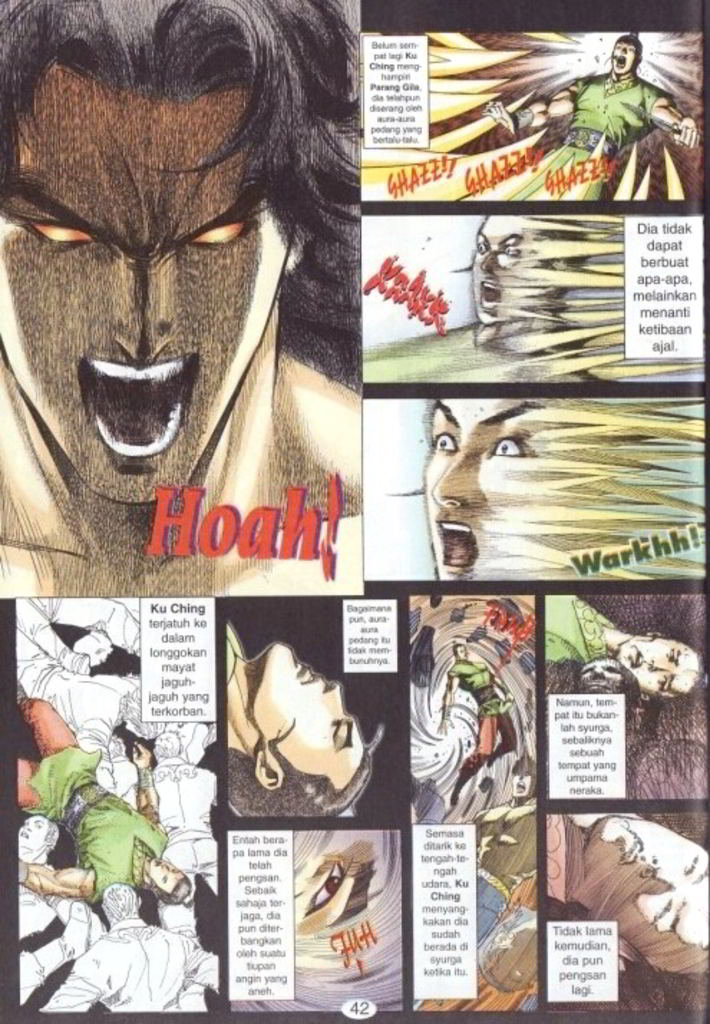 Hoah!
Belum sem-
pat lagi Ku
Ching meng-
hampiri
Parang Gila,
dia telahpun
diserang oleh
aura-aura
pedang yang
bertalu-talu.
GHAZZ!! GHAZZ!! GHAZZ!!
Dia tidak
dapat
berbuat
apa-apa,
melainkan
menanti
ketibaan
ajal.
Warkhh!
Ku Ching
terjatuh ke
dalam
longgokan
mayat
jaguh-
jaguh yang
terkorban.
Bagaimana
pun, aura-
aura
pedang itu
tidak mem-
bunuhnya.
Entah bera-
pa lama dia
telah
pengsan.
Sebaik
sahaja ter-
jaga, dia
pun diter-
bangkan
oleh suatu
tiupan
angin yang
aneh.
Semasa
ditarik ke
tengah-te-
ngah
udara, Ku
Ching
menyang-
kakan dia
sudah
berada di
syurga
ketika itu.
Namun, tem-
pat itu bukan-
lah syurga,
sebaliknya
sebuah
tempat yang
umpama
neraka.
Tidak lama
kemudian,
dia pun
pengsan
lagi.
42